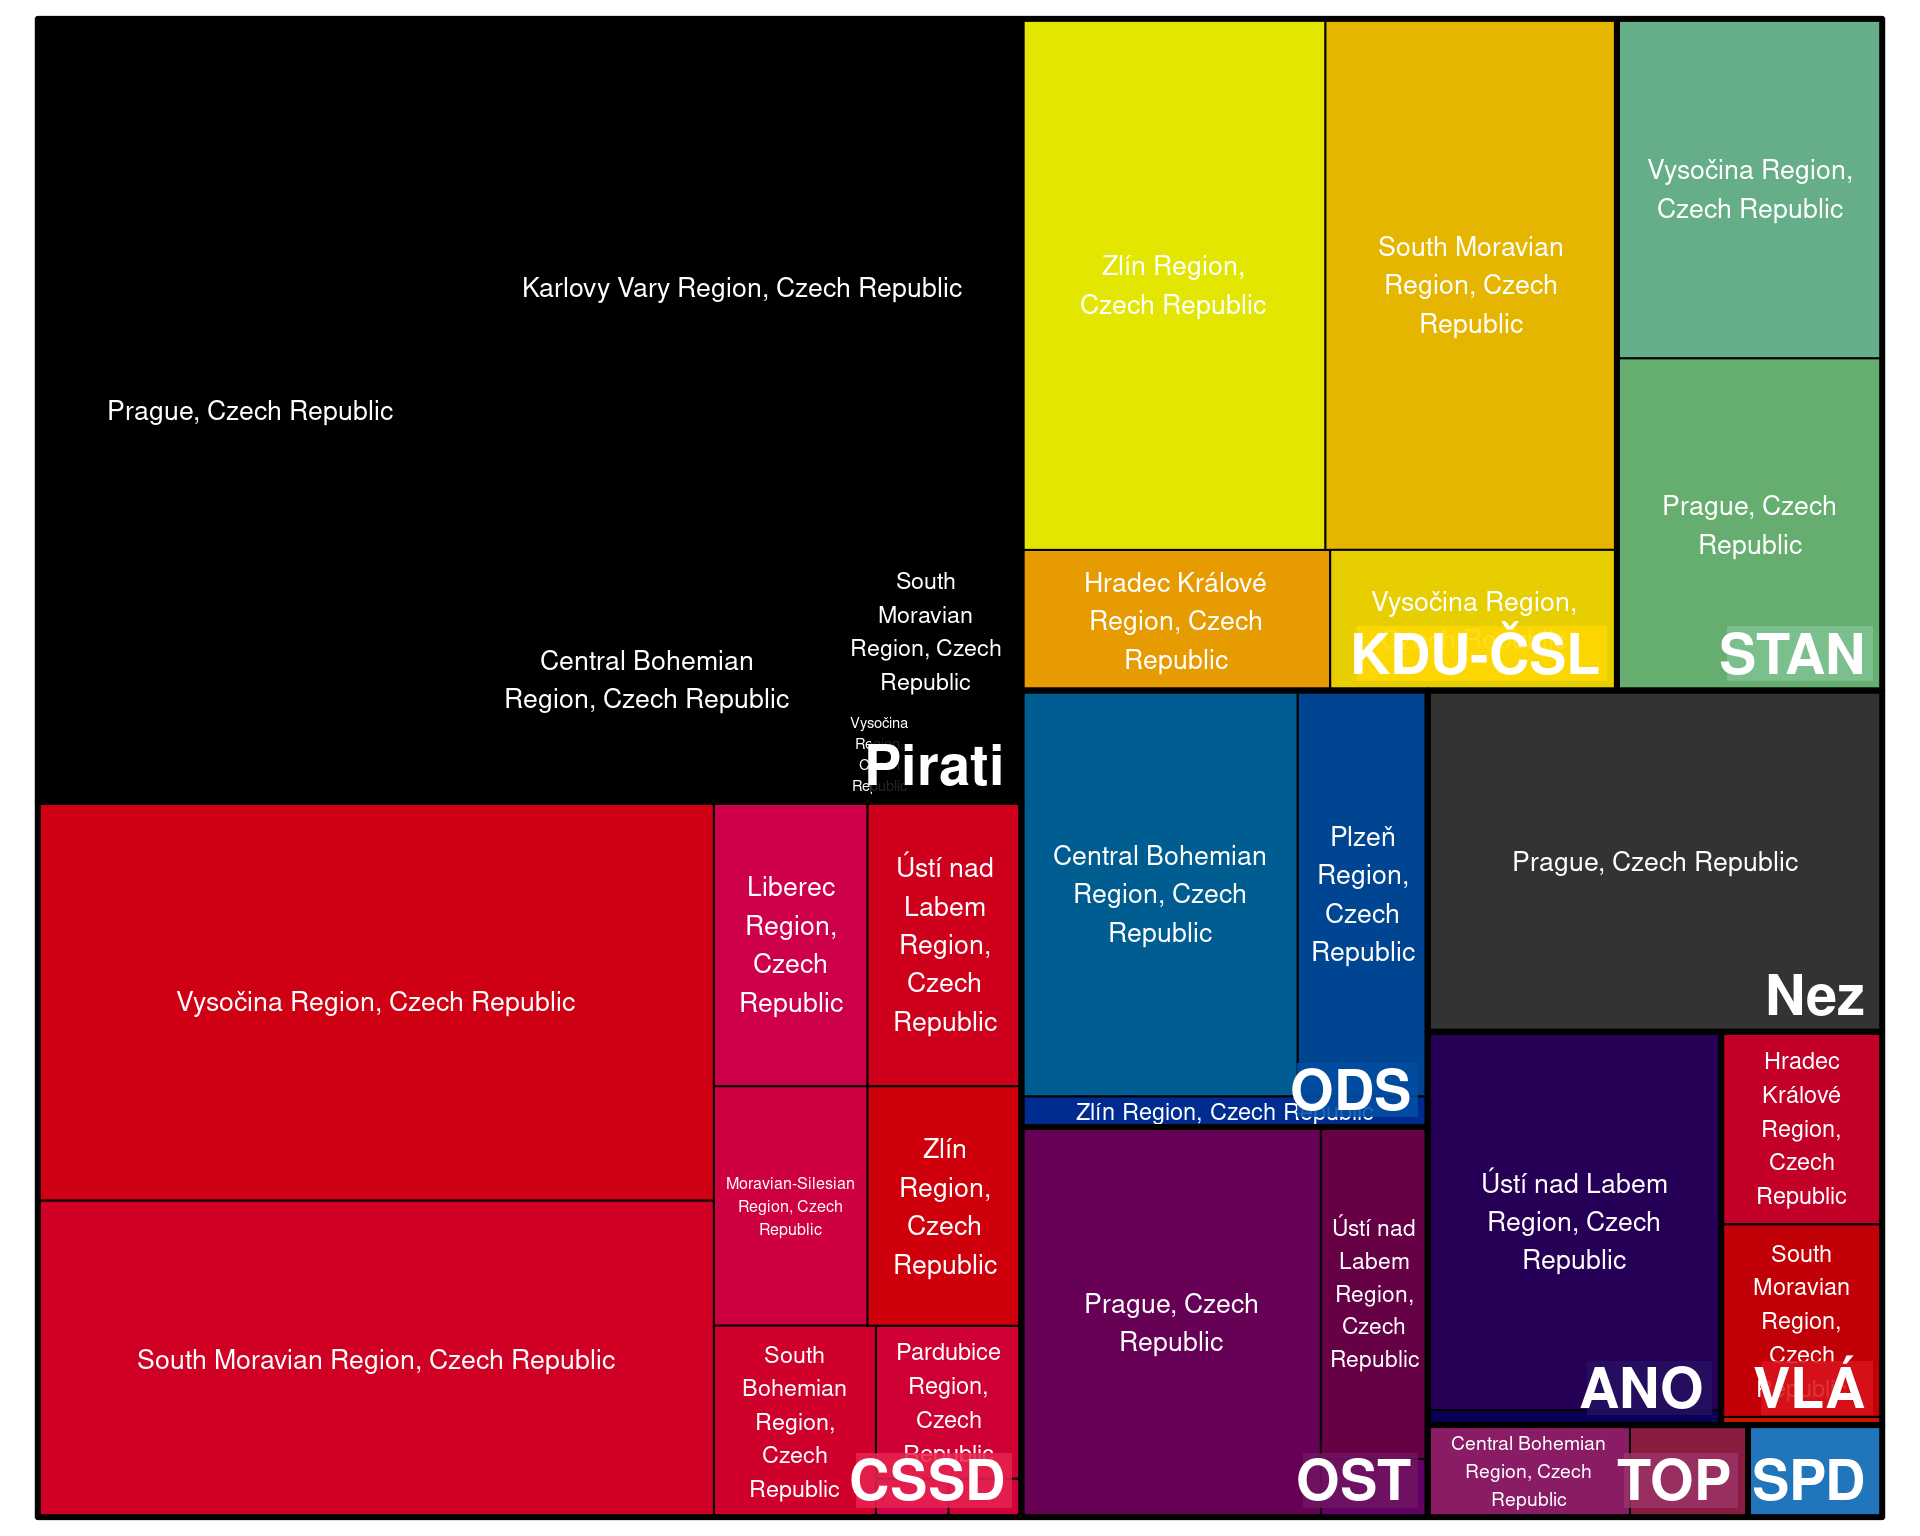 Karlovy Vary Region, Czech Republic
Prague, Czech Republic
Central Bohemian
Region, Czech Republic
South
Moravian
Region, Czech
Republic
Vysočina
Republic
Pirati
Zlín Region,
Czech Republic
South Moravian
Region, Czech
Republic
Hradec Králové
Region, Czech
Republic
Vysočina Region,
Czech Republic
KDU-ČSL
Vysočina Region,
Czech Republic
Prague, Czech
Republic
STAN
Vysočina Region, Czech Republic
South Moravian Region, Czech Republic
Liberec
Region,
Czech
Republic
Ústí nad
Labem
Region,
Czech
Republic
Moravian-Silesian
Region, Czech
Republic
Zlín
Region,
Czech
Republic
South
Bohemian
Region,
Czech
Republic
Pardubice
Region,
Czech
Republic
CSSD
Central Bohemian
Region, Czech
Republic
Plzeň
Region,
Czech
Republic
Zlín Region, Czech Republic
ODS
Prague, Czech Republic
Nez
Prague, Czech
Republic
Ústí nad
Labem
Region,
Czech
Republic
OST
Ústí nad Labem
Region, Czech
Republic
ANO
Hradec
Králové
Region,
Czech
Republic
South
Moravian
Region,
Czech
Republic
VLÁ
Central Bohemian
Region, Czech
Republic
TOP
SPD